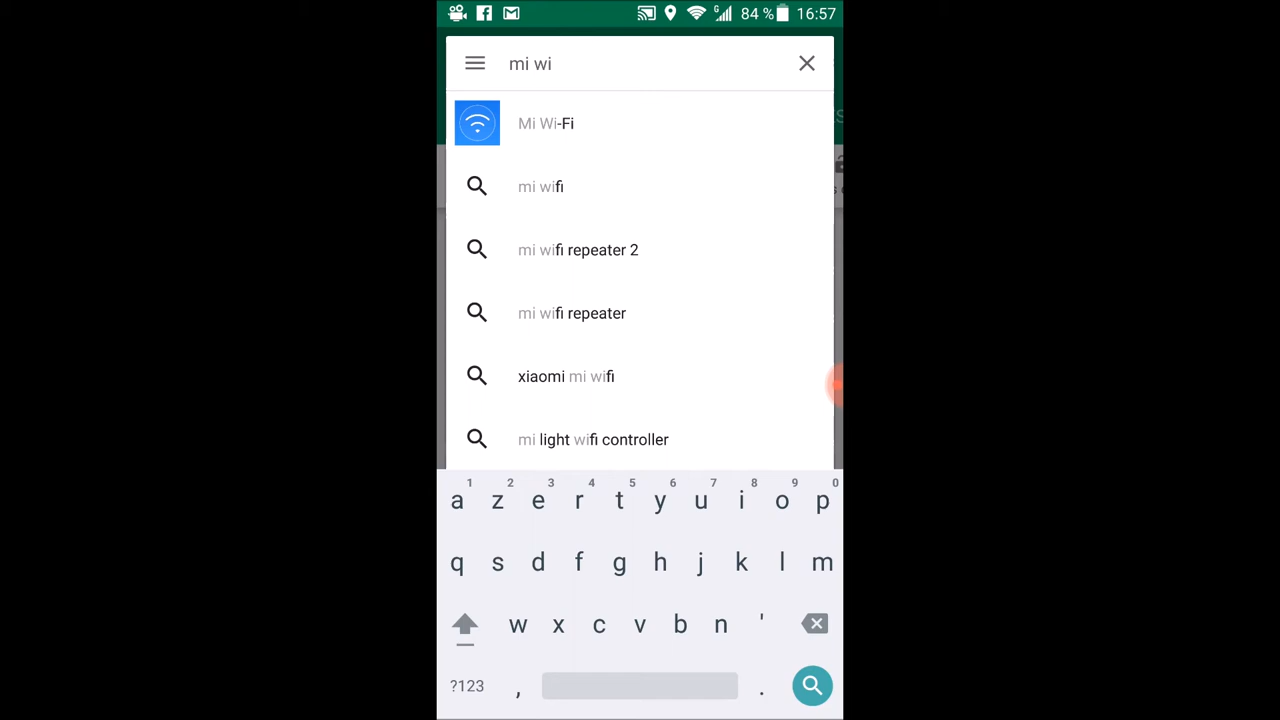 G 84 % 16:57
mi wi
Mi Wi-Fi
mi wifi
mi wifi repeater 2
mi wifi repeater
xiaomi mi wifi
mi light wifi controller
1 2 3 4 5 6 7 8 9 0
a z e r t y u i o p
q s d f g h j k l m
w x c v b n '
?123 , .